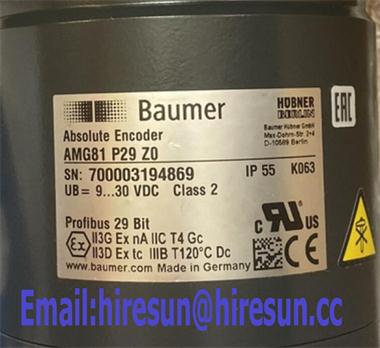 Baumer
HÜBNER
BERLIN
Baumer Hübner GmbH
Max-Dohrn-Str. 2+4
D-10589 Berlin
EAC
Absolute Encoder
AMG81 P29 Z0
SN: 700003194869
IP 55 K063
UB = 9...30 VDC Class 2
Profibus 29 Bit
Ex II3G Ex nA IIC T4 Gc
II3D Ex tc IIIB T120°C Dc
c UR US
www.baumer.com Made in Germany
Email:hiresun@hiresun.cc